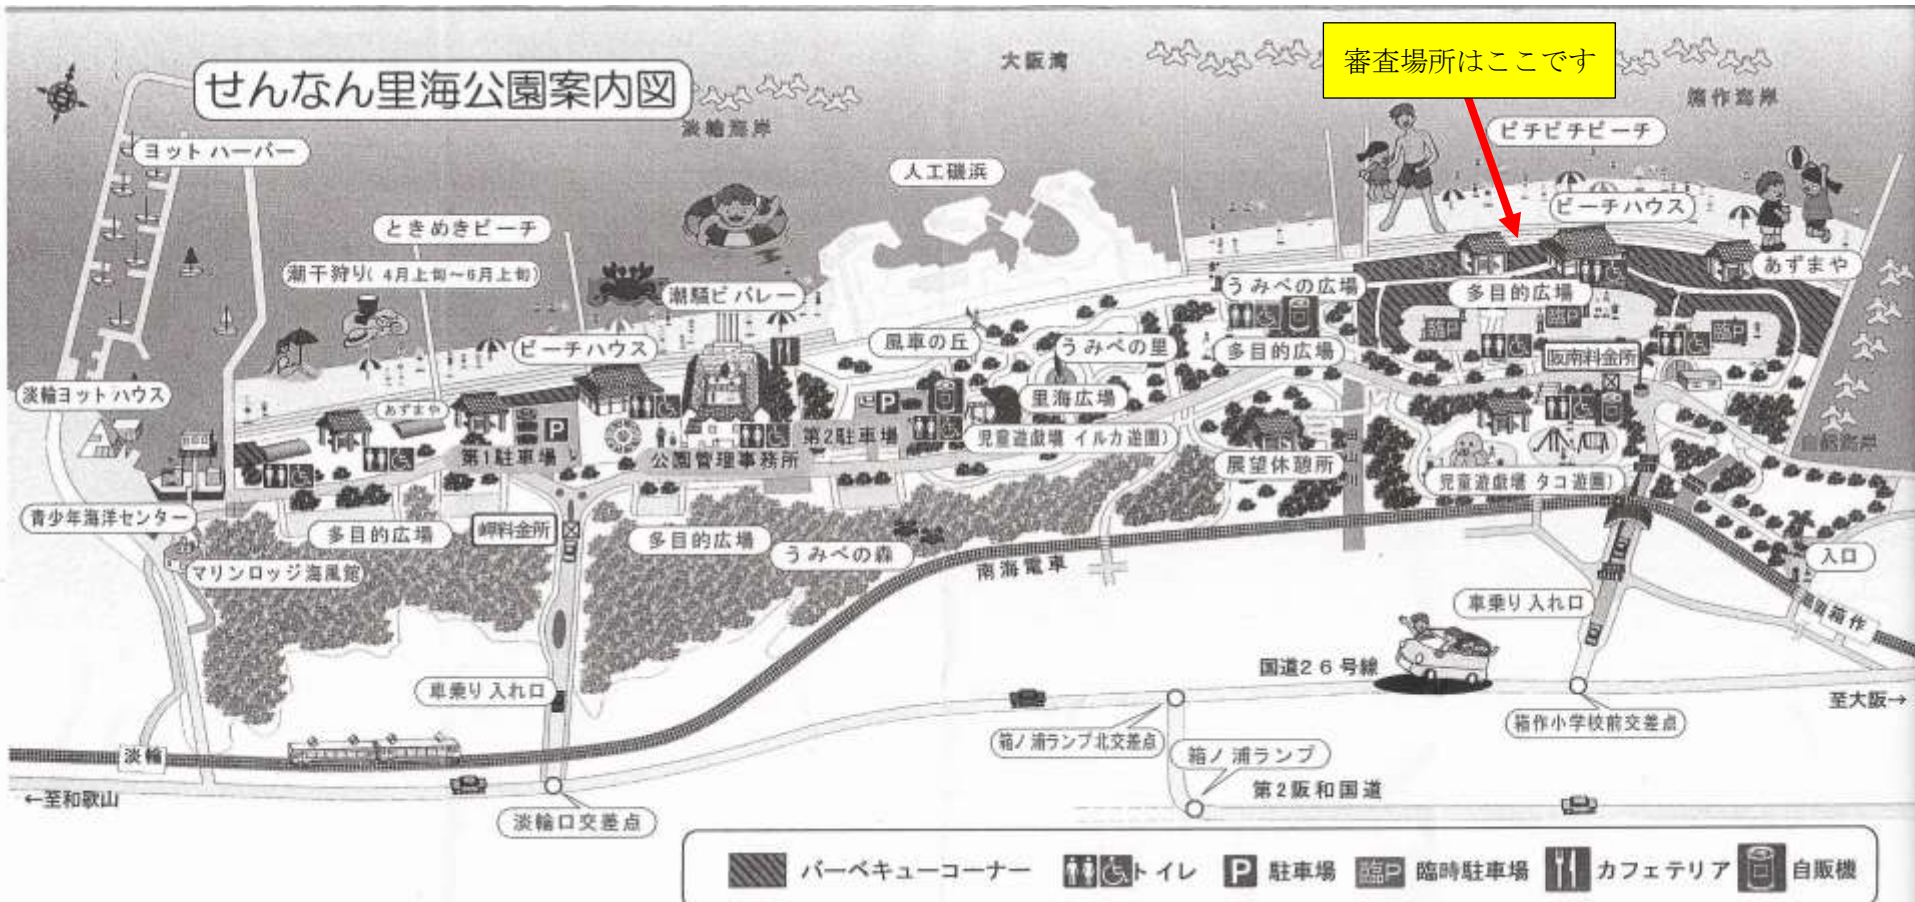 審査場所はここです
せんなん里海公園案内図
大阪湾
箱作海岸
淡輪海岸
ピチピチビーチ
ヨットハーバー
人工磯浜
ビーチハウス
ときめきビーチ
あずまや
潮干狩り(4月上旬〜6月上旬)
うみべの広場
潮騒ビバレー
多目的広場
臨P
臨P
臨P
ビーチハウス
風車の丘
うみべの里
多目的広場
阪南料金所
淡輪ヨットハウス
あずまや
里海広場
P
P
第2駐車場
児童遊戯場 イルカ遊園)
自然海岸
第1駐車場
公園管理事務所
展望休憩所
児童遊戯場 タコ遊園)
青少年海洋センター
多目的広場
岬料金所
多目的広場
うみべの森
南海電車
入口
マリンロッジ海風館
車乗り入れ口
箱作
国道26号線
車乗り入れ口
至大阪→
箱作小学校前交差点
箱ノ浦ランプ北交差点
淡輪
箱ノ浦ランプ
第2阪和国道
←至和歌山
淡輪口交差点
バーベキューコーナー
トイレ
P 駐車場
臨P 臨時駐車場
カフェテリア
自販機